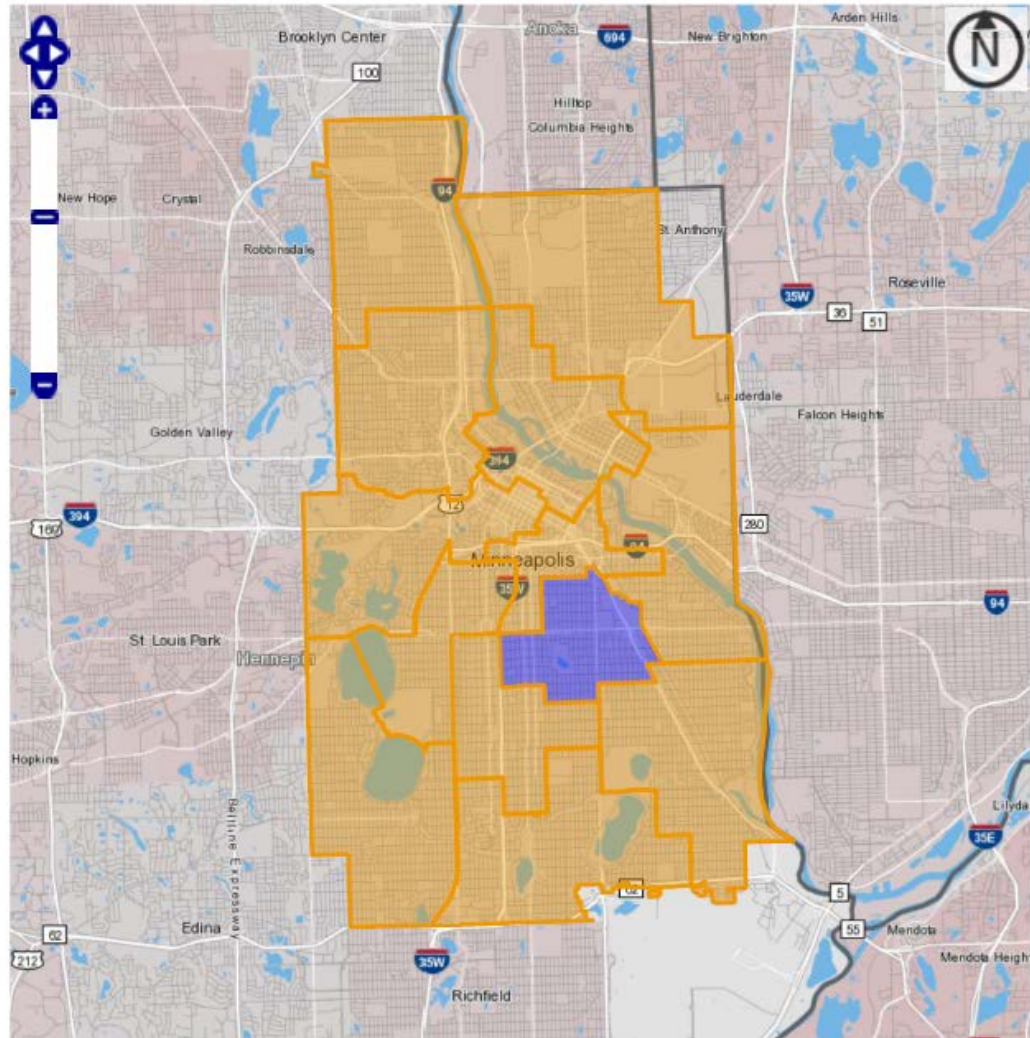 Arden Hills
Brooklyn Center
Anoka
694
New Brighton
N
100
Hilltop
Columbia Heights
94
New Hope
Crystal
St. Anthony
Robbinsdale
Roseville
35W
36
51
Lauderdale
Falcon Heights
Golden Valley
394
12
169
394
280
94
Minneapolis
35W
94
St. Louis Park
Hennepin
Hopkins
Beltline Expressway
Lilyda
35E
62
5
Edina
55
Mendota
62
212
35W
Mendota Height
Richfield